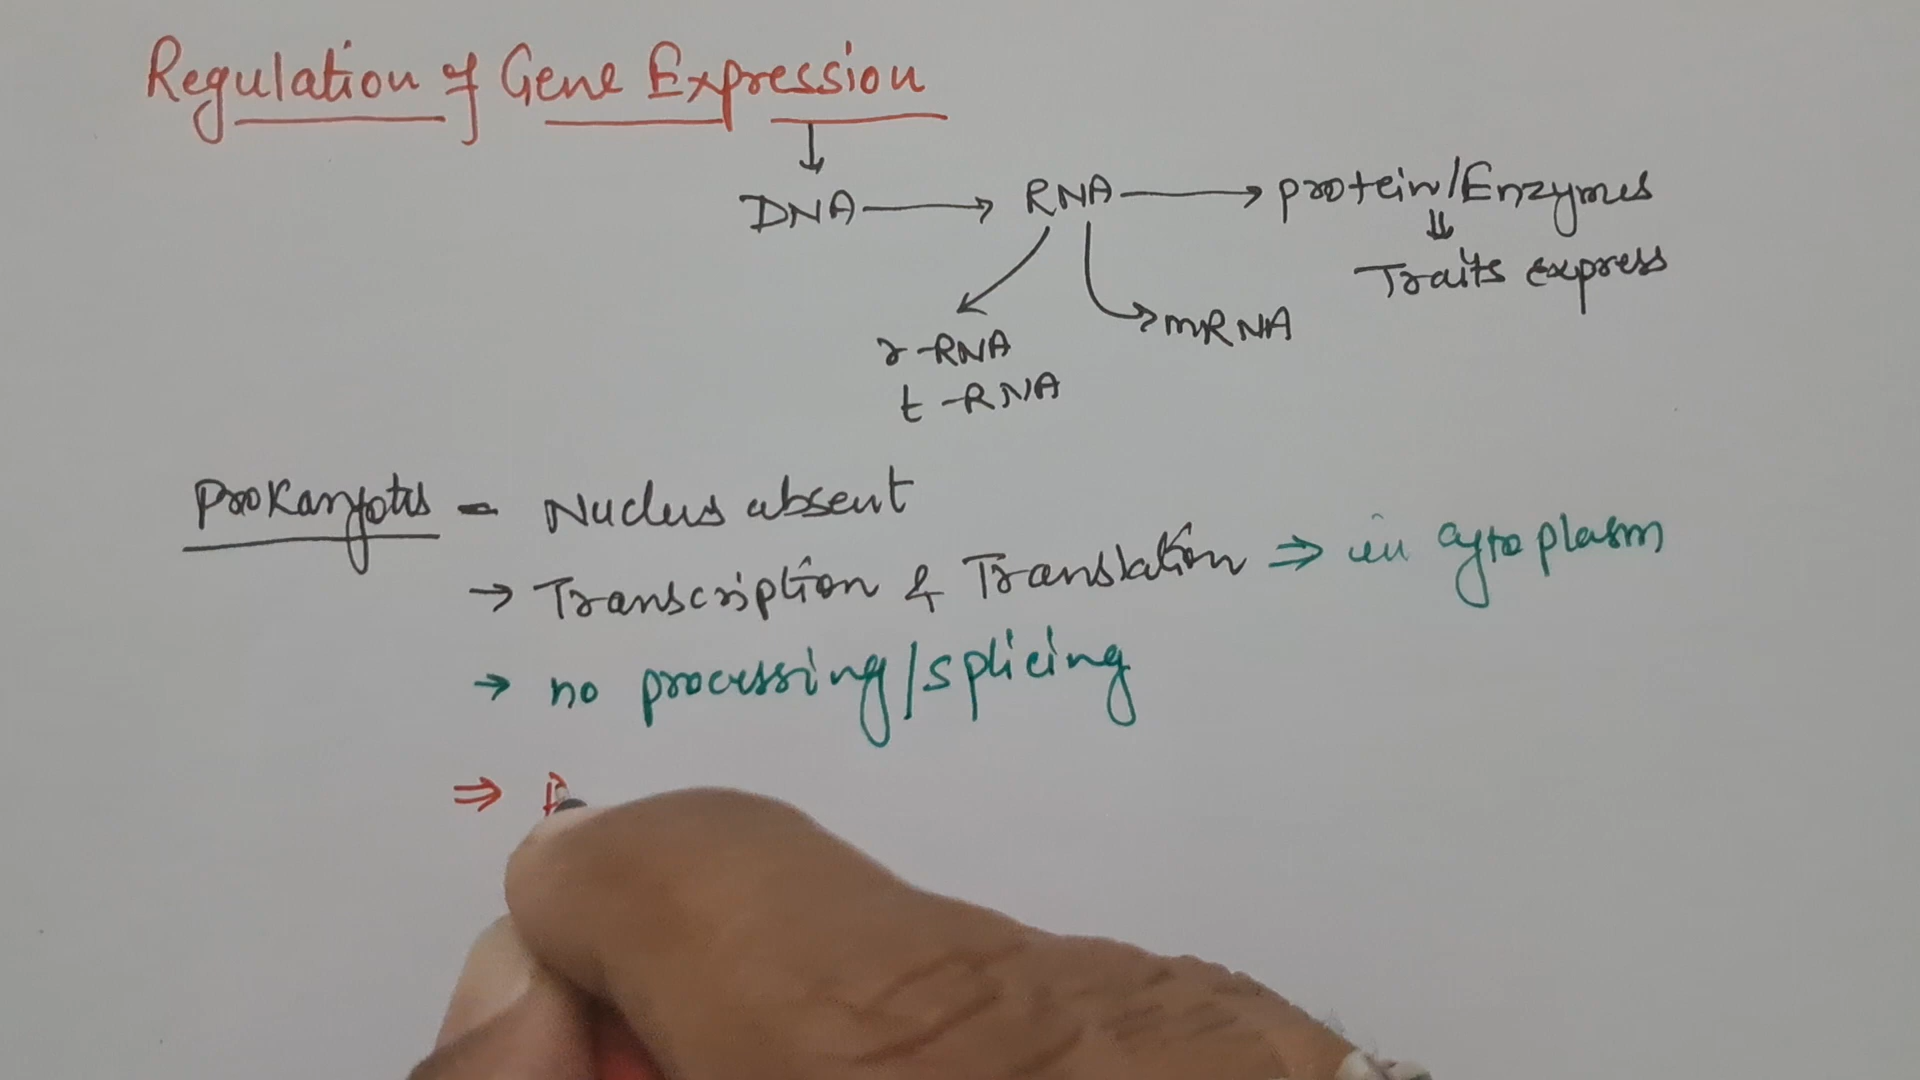 Regulation of Gene Expression
↓
DNA → RNA → protein/Enzymes
⇓
Traits express
r-RNA
mRNA
t-RNA
Prokaryotes - Nucleus absent
→ Transcription & Translation ⇒ in cytoplasm
→ no processing/splicing
⇒